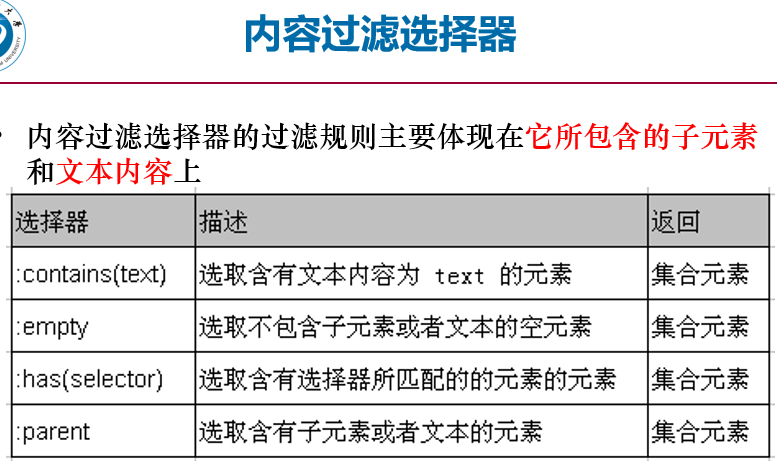 内容过滤选择器
• 内容过滤选择器的过滤规则主要体现在它所包含的子元素
和文本内容上
选择器 描述 返回
:contains(text) 选取含有文本内容为 text 的元素 集合元素
:empty 选取不包含子元素或者文本的空元素 集合元素
:has(selector) 选取含有选择器所匹配的的元素的元素 集合元素
:parent 选取含有子元素或者文本的元素 集合元素